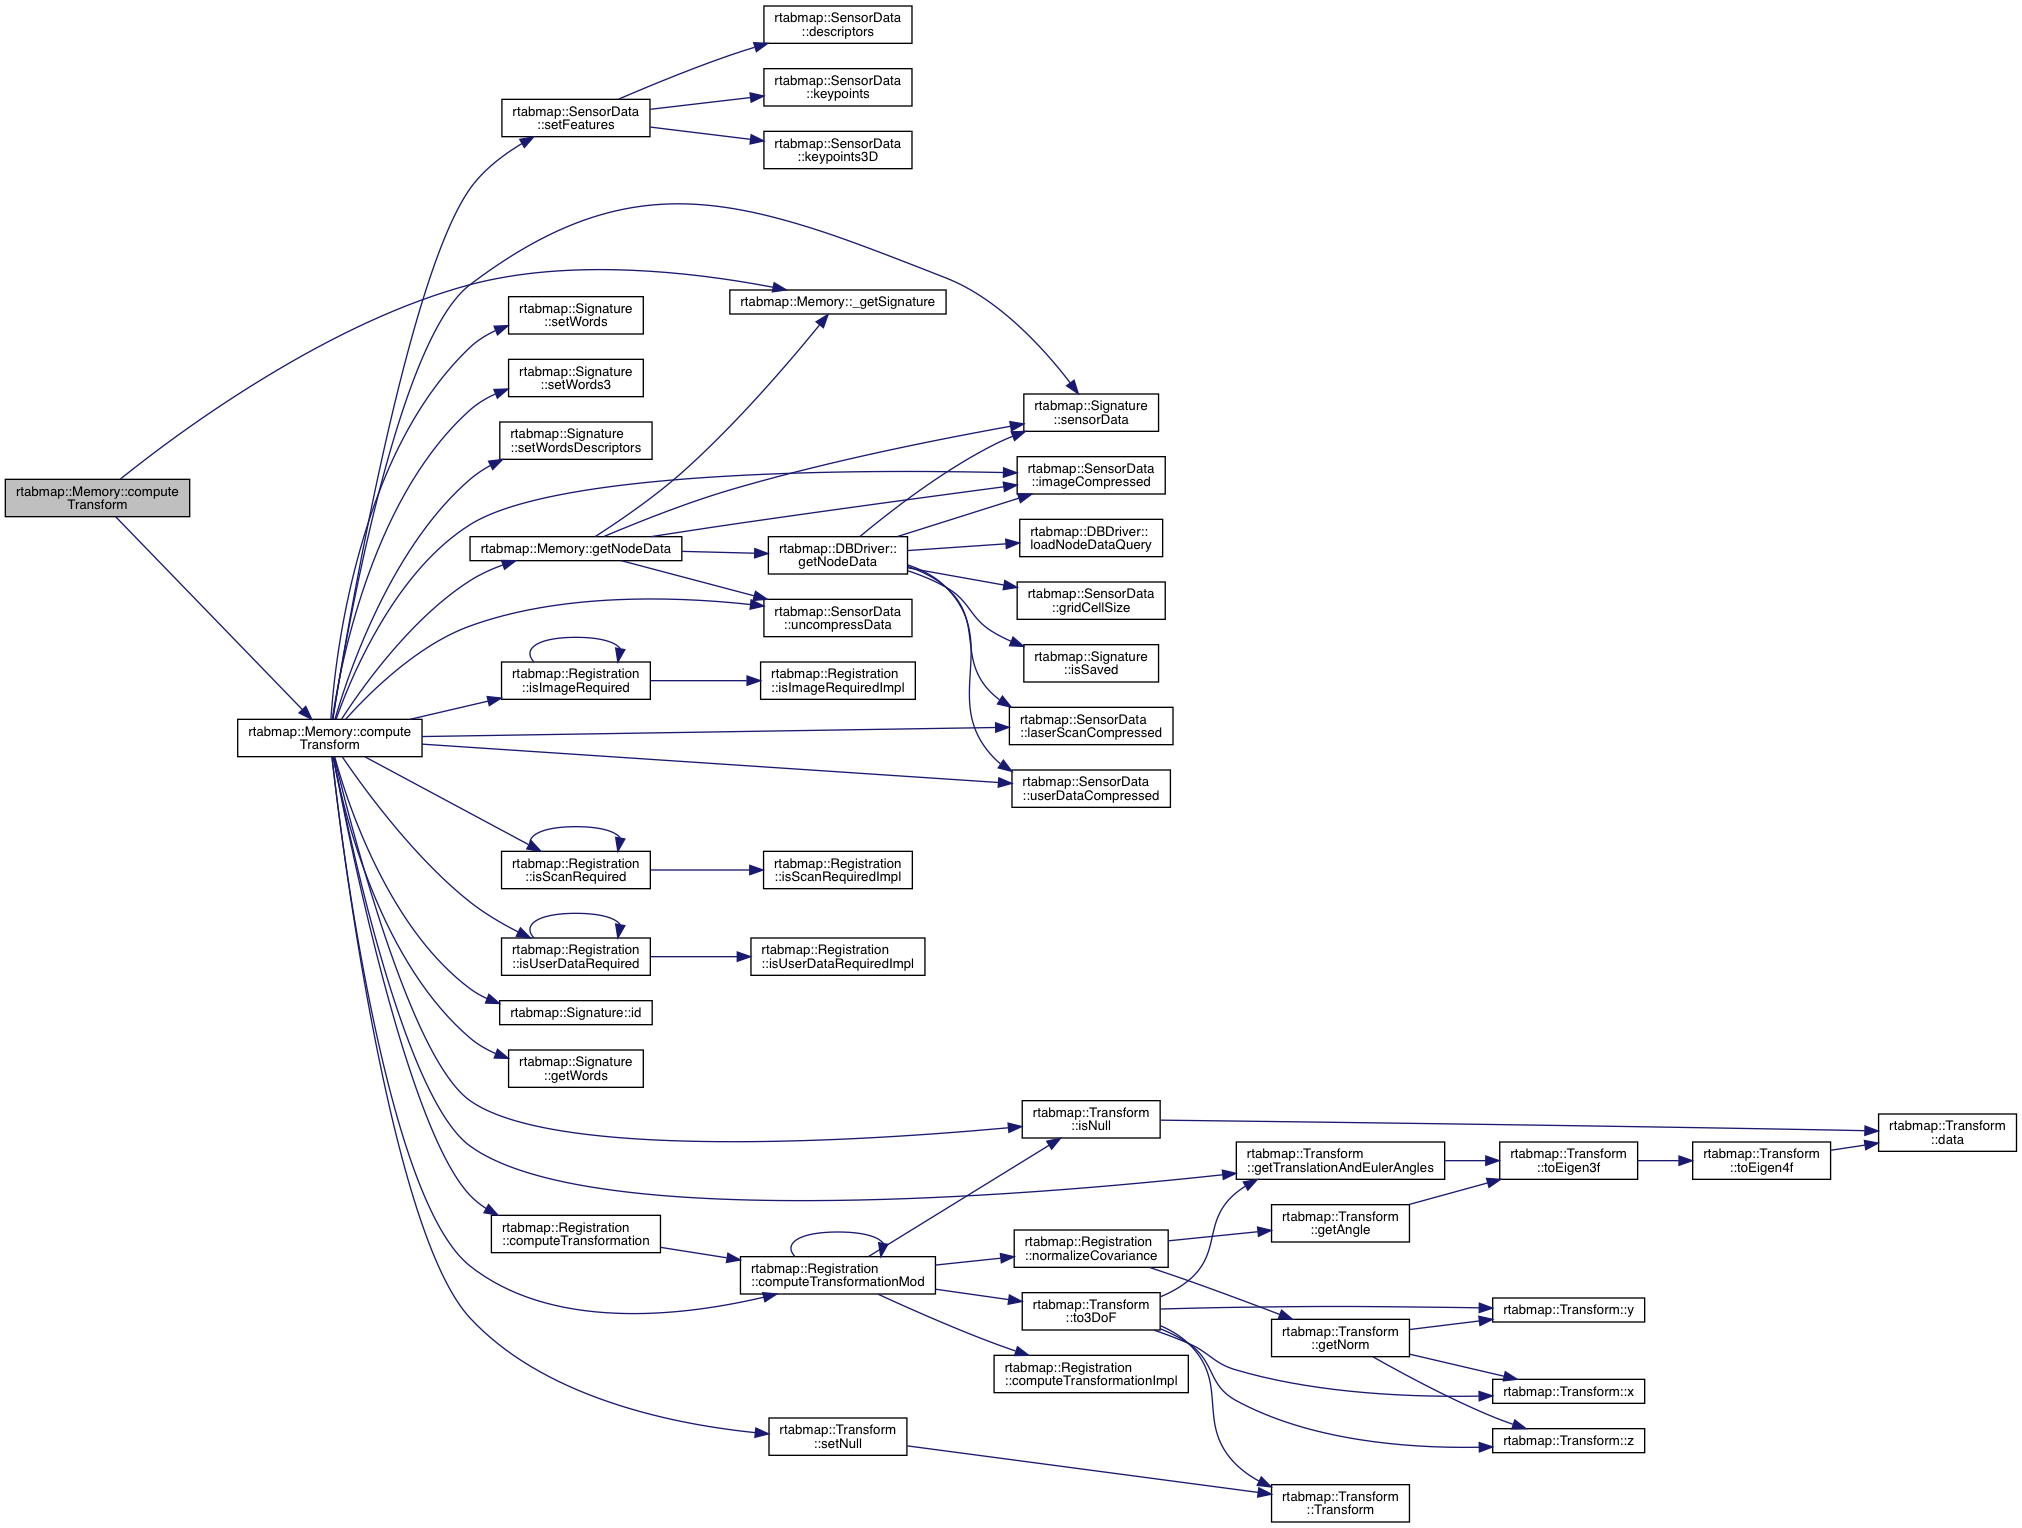 rtabmap::SensorData
::descriptors
rtabmap::SensorData
::keypoints
rtabmap::SensorData
::setFeatures
rtabmap::SensorData
::keypoints3D
rtabmap::Memory::_getSignature
rtabmap::Signature
::setWords
rtabmap::Signature
::setWords3
rtabmap::Signature
::sensorData
rtabmap::Signature
::setWordsDescriptors
rtabmap::SensorData
::imageCompressed
rtabmap::Memory::compute
Transform
rtabmap::DBDriver::
loadNodeDataQuery
rtabmap::Memory::getNodeData
rtabmap::DBDriver::
getNodeData
rtabmap::SensorData
::gridCellSize
rtabmap::SensorData
::uncompressData
rtabmap::Signature
::isSaved
rtabmap::Registration
::isImageRequired
rtabmap::Registration
::isImageRequiredImpl
rtabmap::SensorData
::laserScanCompressed
rtabmap::Memory::compute
Transform
rtabmap::SensorData
::userDataCompressed
rtabmap::Registration
::isScanRequired
rtabmap::Registration
::isScanRequiredImpl
rtabmap::Registration
::isUserDataRequired
rtabmap::Registration
::isUserDataRequiredImpl
rtabmap::Signature::id
rtabmap::Signature
::getWords
rtabmap::Transform
::isNull
rtabmap::Transform
::data
rtabmap::Transform
::getTranslationAndEulerAngles
rtabmap::Transform
::toEigen3f
rtabmap::Transform
::toEigen4f
rtabmap::Transform
::getAngle
rtabmap::Registration
::computeTransformation
rtabmap::Registration
::normalizeCovariance
rtabmap::Registration
::computeTransformationMod
rtabmap::Transform
::to3DoF
rtabmap::Transform::y
rtabmap::Transform
::getNorm
rtabmap::Registration
::computeTransformationImpl
rtabmap::Transform::x
rtabmap::Transform
::setNull
rtabmap::Transform::z
rtabmap::Transform
::Transform